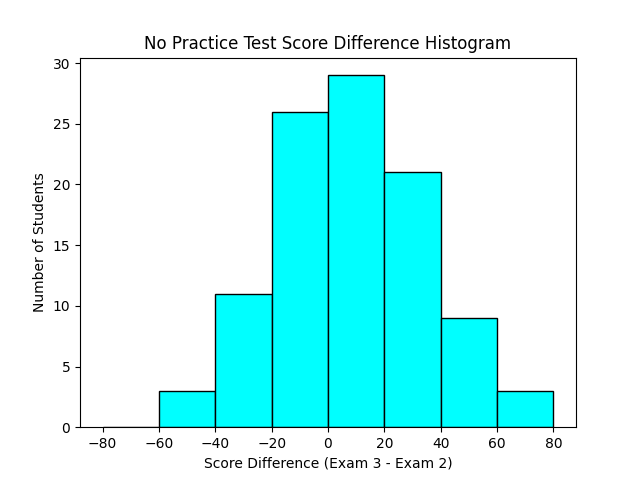 No Practice Test Score Difference Histogram
30
25
20
15
10
5
0
Number of Students
−80 −60 −40 −20 0 20 40 60 80
Score Difference (Exam 3 - Exam 2)